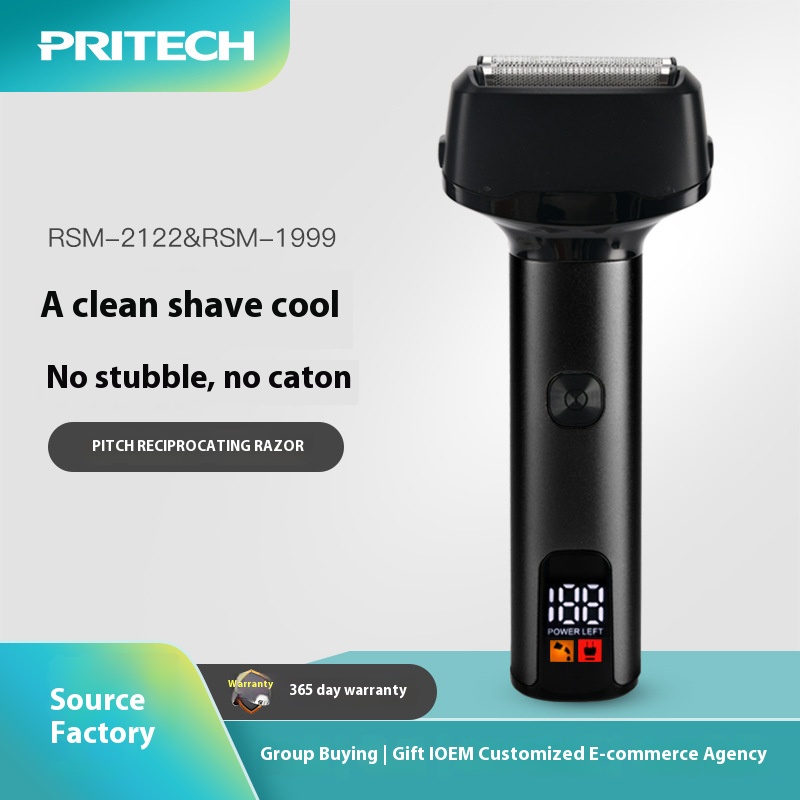 PRITECH
RSM-2122&RSM-1999
A clean shave cool
No stubble, no caton
PITCH RECIPROCATING RAZOR
188
POWER LEFT
Warranty
365 day warranty
Source
Factory
Group Buying | Gift IOEM Customized E-commerce Agency